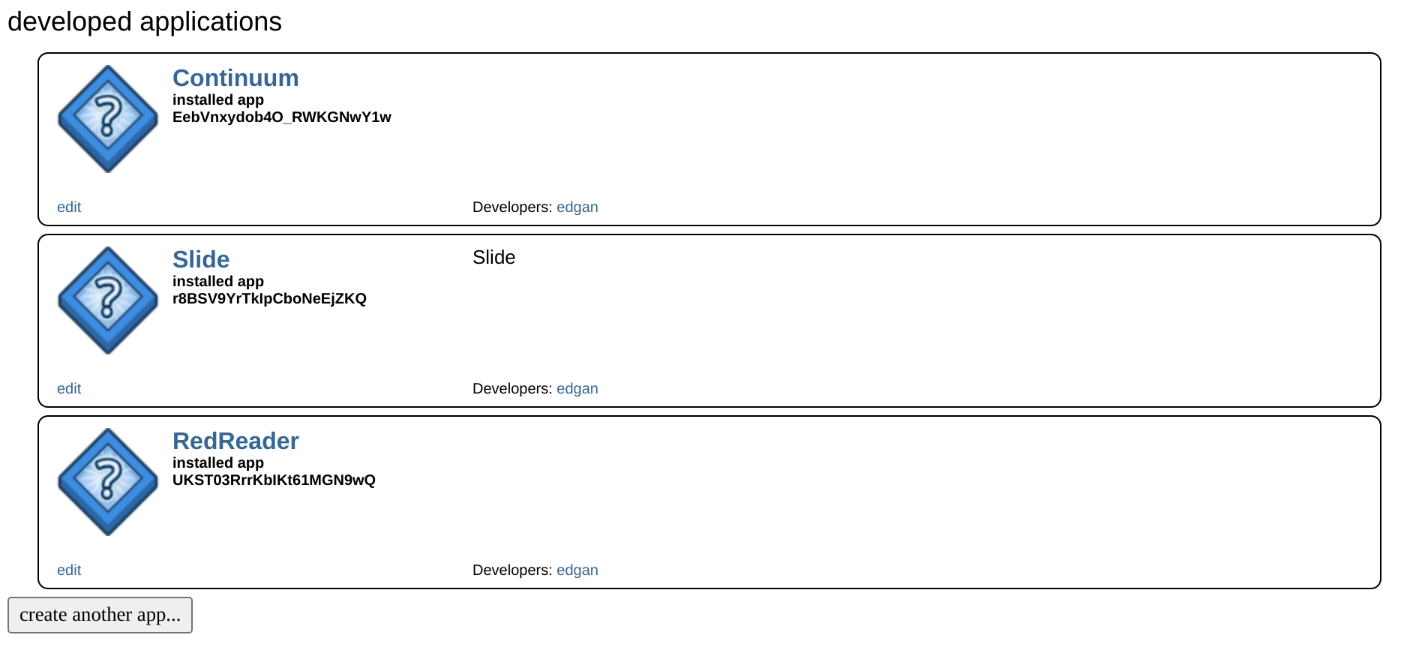 developed applications
Continuum
installed app
EebVnxydob4O_RWKGNwY1w
edit
Developers: edgan
Slide
Slide
installed app
r8BSV9YrTkIpCboNeEjZKQ
edit
Developers: edgan
RedReader
installed app
UKST03RrrKbIKt61MGN9wQ
edit
Developers: edgan
create another app...